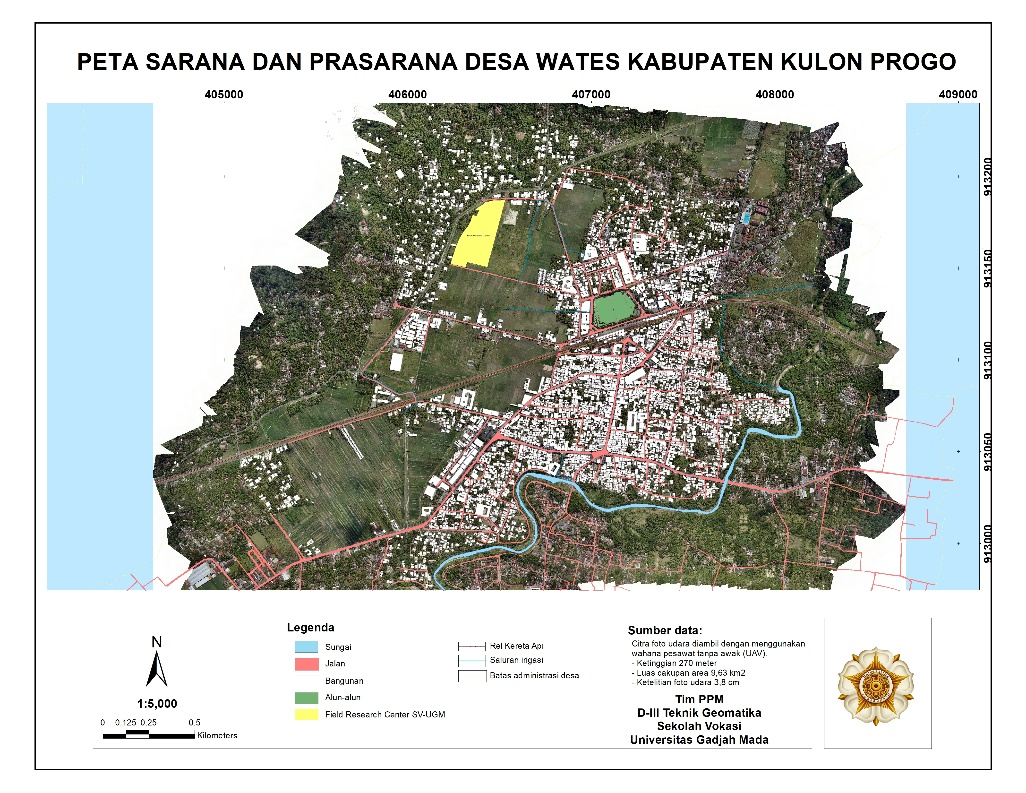 PETA SARANA DAN PRASARANA DESA WATES KABUPATEN KULON PROGO
405000 406000 407000 408000 409000
913200
913150
913100
913050
913000
N
1:5,000
0 0.125 0.25 0.5
Kilometers
Legenda
Sungai
Jalan
Bangunan
Alun-alun
Field Research Center SV-UGM
Rel Kereta Api
Saluran irigasi
Batas administrasi desa
Sumber data:
Citra foto udara diambil dengan menggunakan
wahana pesawat tanpa awak (UAV).
- Ketinggian 270 meter
- Luas cakupan area 9,63 km2
- Ketelitian foto udara 3,8 cm
Tim PPM
D-III Teknik Geomatika
Sekolah Vokasi
Universitas Gadjah Mada